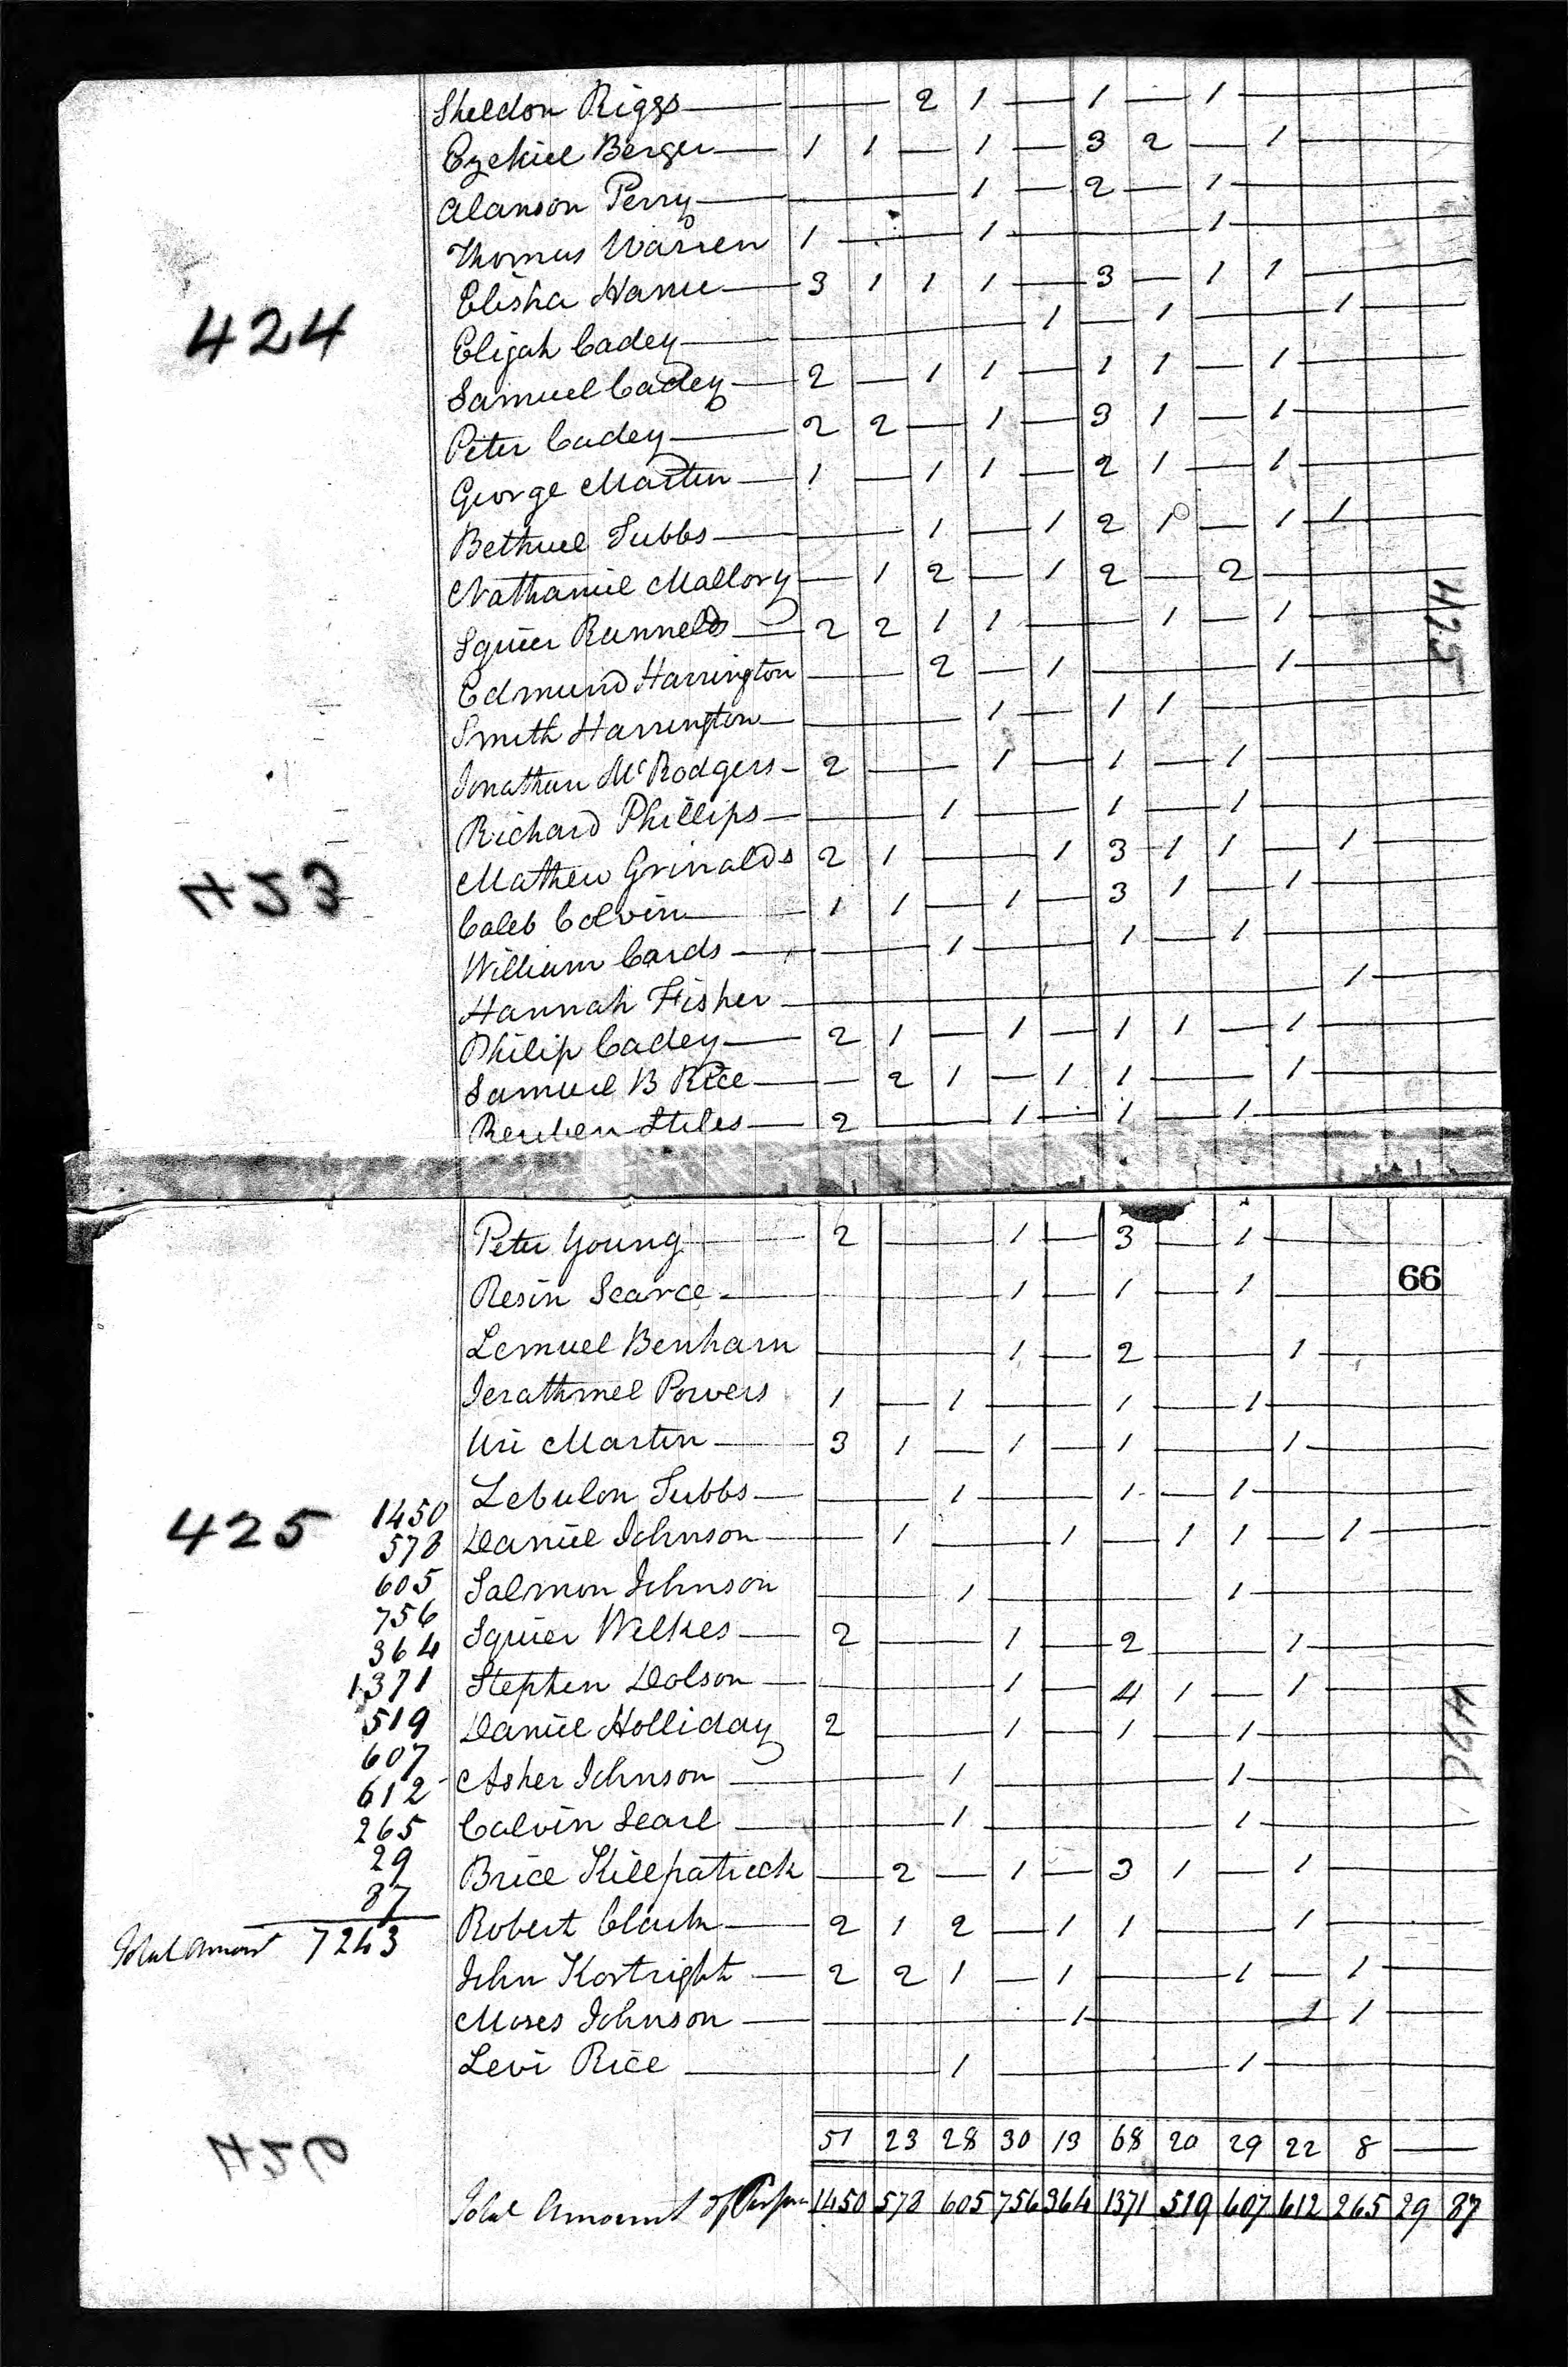 Sheldon Riggs — — — 2 1 — 1 — 1 —
Ezekiel Berger — 1 1 — 1 — 3 2 — 1 —
Alanson Perry — — 1 — 2 — 1 —
Thomas Warren 1 — 1 — 1
Elisha — 3 1 1 1 — 3 — 1 1 —
424
Elijah Cadey — — 1 — 1 — 1 —
Samuel Cadey — 2 — 1 1 — 1 1 — 1 —
Peter Cadey — 2 2 — 1 — 3 1 — 1 —
George Martin — 1 — 1 1 — 2 1 — 1 —
Bethuel Tubbs — — 1 — 1 2 1 — 1 1
Nathaniel Mallory — 1 2 — 1 2 — 2 —
425
Squier Runnelds — 2 2 1 1 — 1 — 1 —
Edmund Harrington — 2 — 1 — 1 —
Smith Harrington — — 1 — 1 1 —
Jonathan McRodgers — 2 — 1 — 1 — 1 —
Richard Phillips — — 1 — 1 — 1 —
Mathew Grinalds 2 1 — 1 3 1 1 — 1 —
423
Caleb Colvin — 1 1 — 1 — 3 1 — 1 —
William Cards — — 1 — 1 — 1 —
Hannah Fisher — 1 —
Philip Cadey — 2 1 — 1 — 1 1 — 1 —
Samuel B Rice — — 2 1 — 1 1 — 1 —
Reuben Stiles — 2 — 1 — 1 — 1 —
Peter Young 2 — 1 — 3 — 1 —
66
Resin Scarce — 1 — 1 — 1 —
Lemuel Benham — 1 — 2 — 1 —
Jerathmel Powers 1 — 1 — 1 — 1 —
Uri Martin — 3 1 — 1 — 1 — 1 —
Zebulon Tubbs — — 1 — 1 — 1 —
425
1450
578
605
756
364
1371
519
607
612
265
29
87
Total Amount 7243
Daniel Johnson — 1 — 1 — 1 1 — 1 —
Salmon Johnson — 1 — 1 —
Squier Wilkes — 2 — 1 — 2 — 1 —
Stephen Dolson — — 1 — 4 1 — 1 —
Daniel Holliday 2 — 1 — 1 — 1 —
Asher Johnson — 1 — 1 —
Calvin Searl — 1 — 1 —
Brice Killpatrick — 2 — 1 — 3 1 — 1 —
Robert Clark — 2 1 2 — 1 1 — 1 —
John Kortright — 2 2 1 — 1 — 1 — 1 —
Moses Johnson — — 1 — 1 1 —
Levi Rice — 1 — 1 —
426
51 23 28 30 13 68 20 29 22 8 —
Total Amount of 1450 578 605 756 364 1371 519 607 612 265 29 87